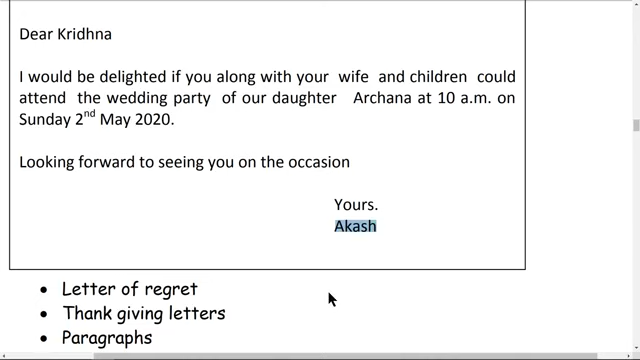 Dear Kridhna
I would be delighted if you along with your wife and children could
attend the wedding party of our daughter Archana at 10 a.m. on
Sunday 2nd May 2020.
Looking forward to seeing you on the occasion
Yours.
Akash
• Letter of regret
• Thank giving letters
• Paragraphs